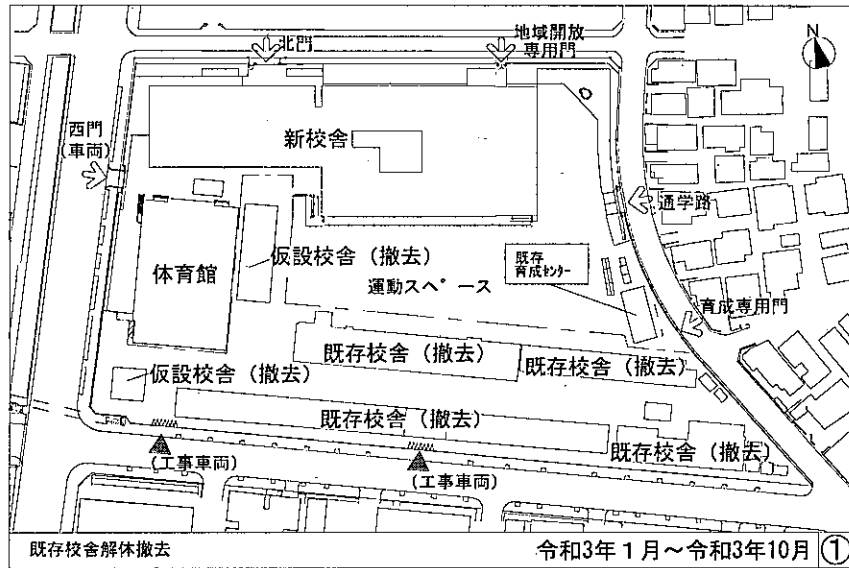 北門
地域開放
専用門
N
西門
(車両)
新校舎
通学路
仮設校舎（撤去）
既存
育成センター
体育館
運動スペース
育成専用門
既存校舎（撤去）
既存校舎（撤去）
仮設校舎（撤去）
既存校舎（撤去）
既存校舎（撤去）
(工事車両)
(工事車両)
既存校舎解体撤去
令和3年１月～令和3年10月
①